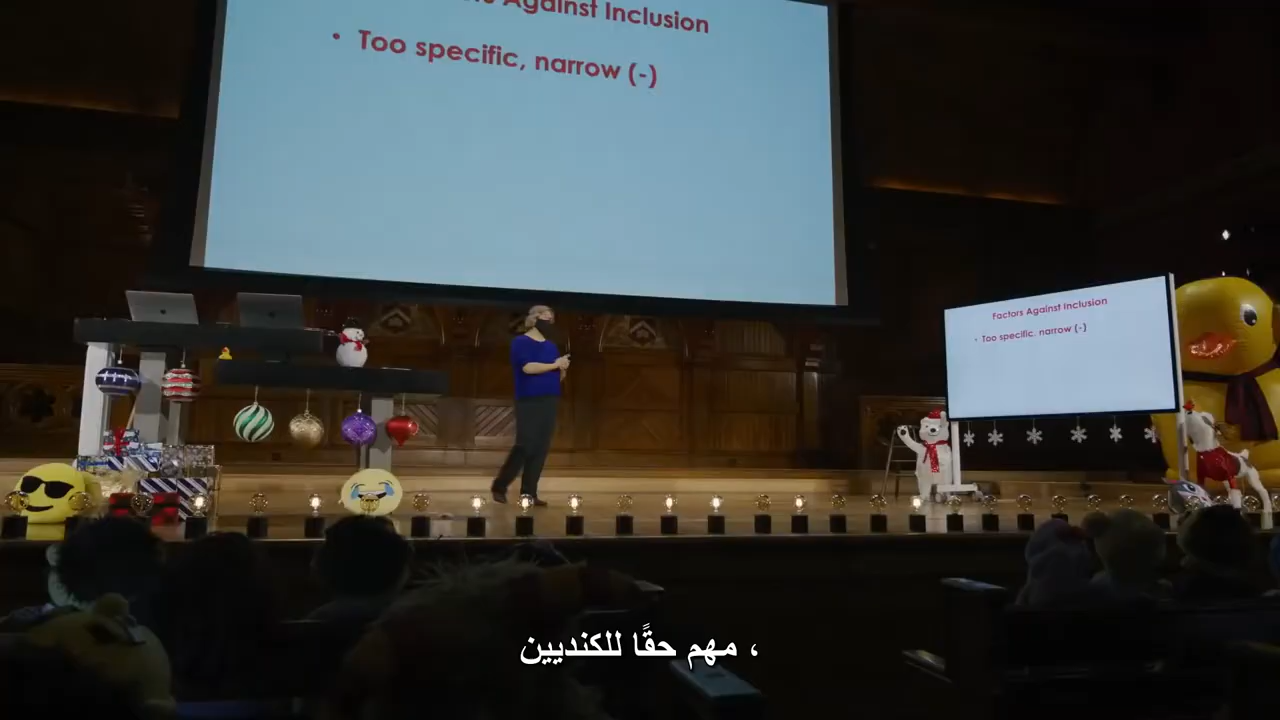 Against Inclusion
• Too specific, narrow (-)
Factors Against Inclusion
• Too specific, narrow (-)
، مهم حقًا للكنديين